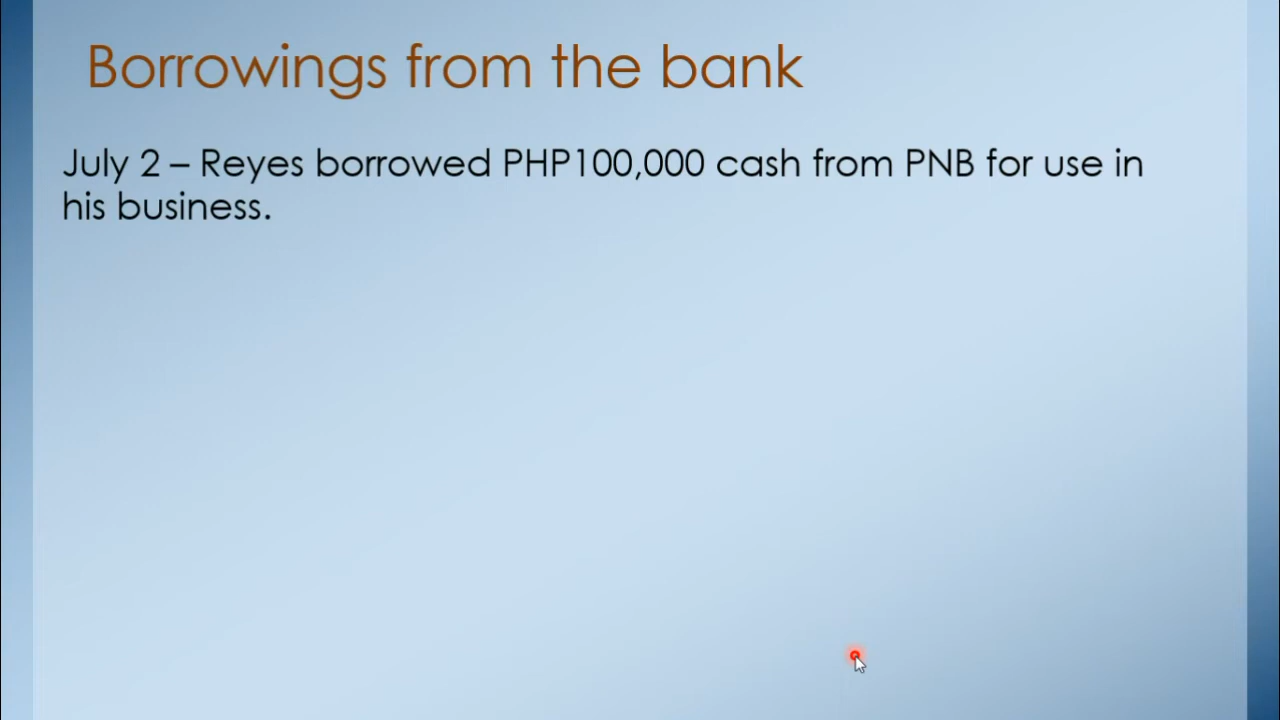 Borrowings from the bank
July 2 – Reyes borrowed PHP100,000 cash from PNB for use in
his business.